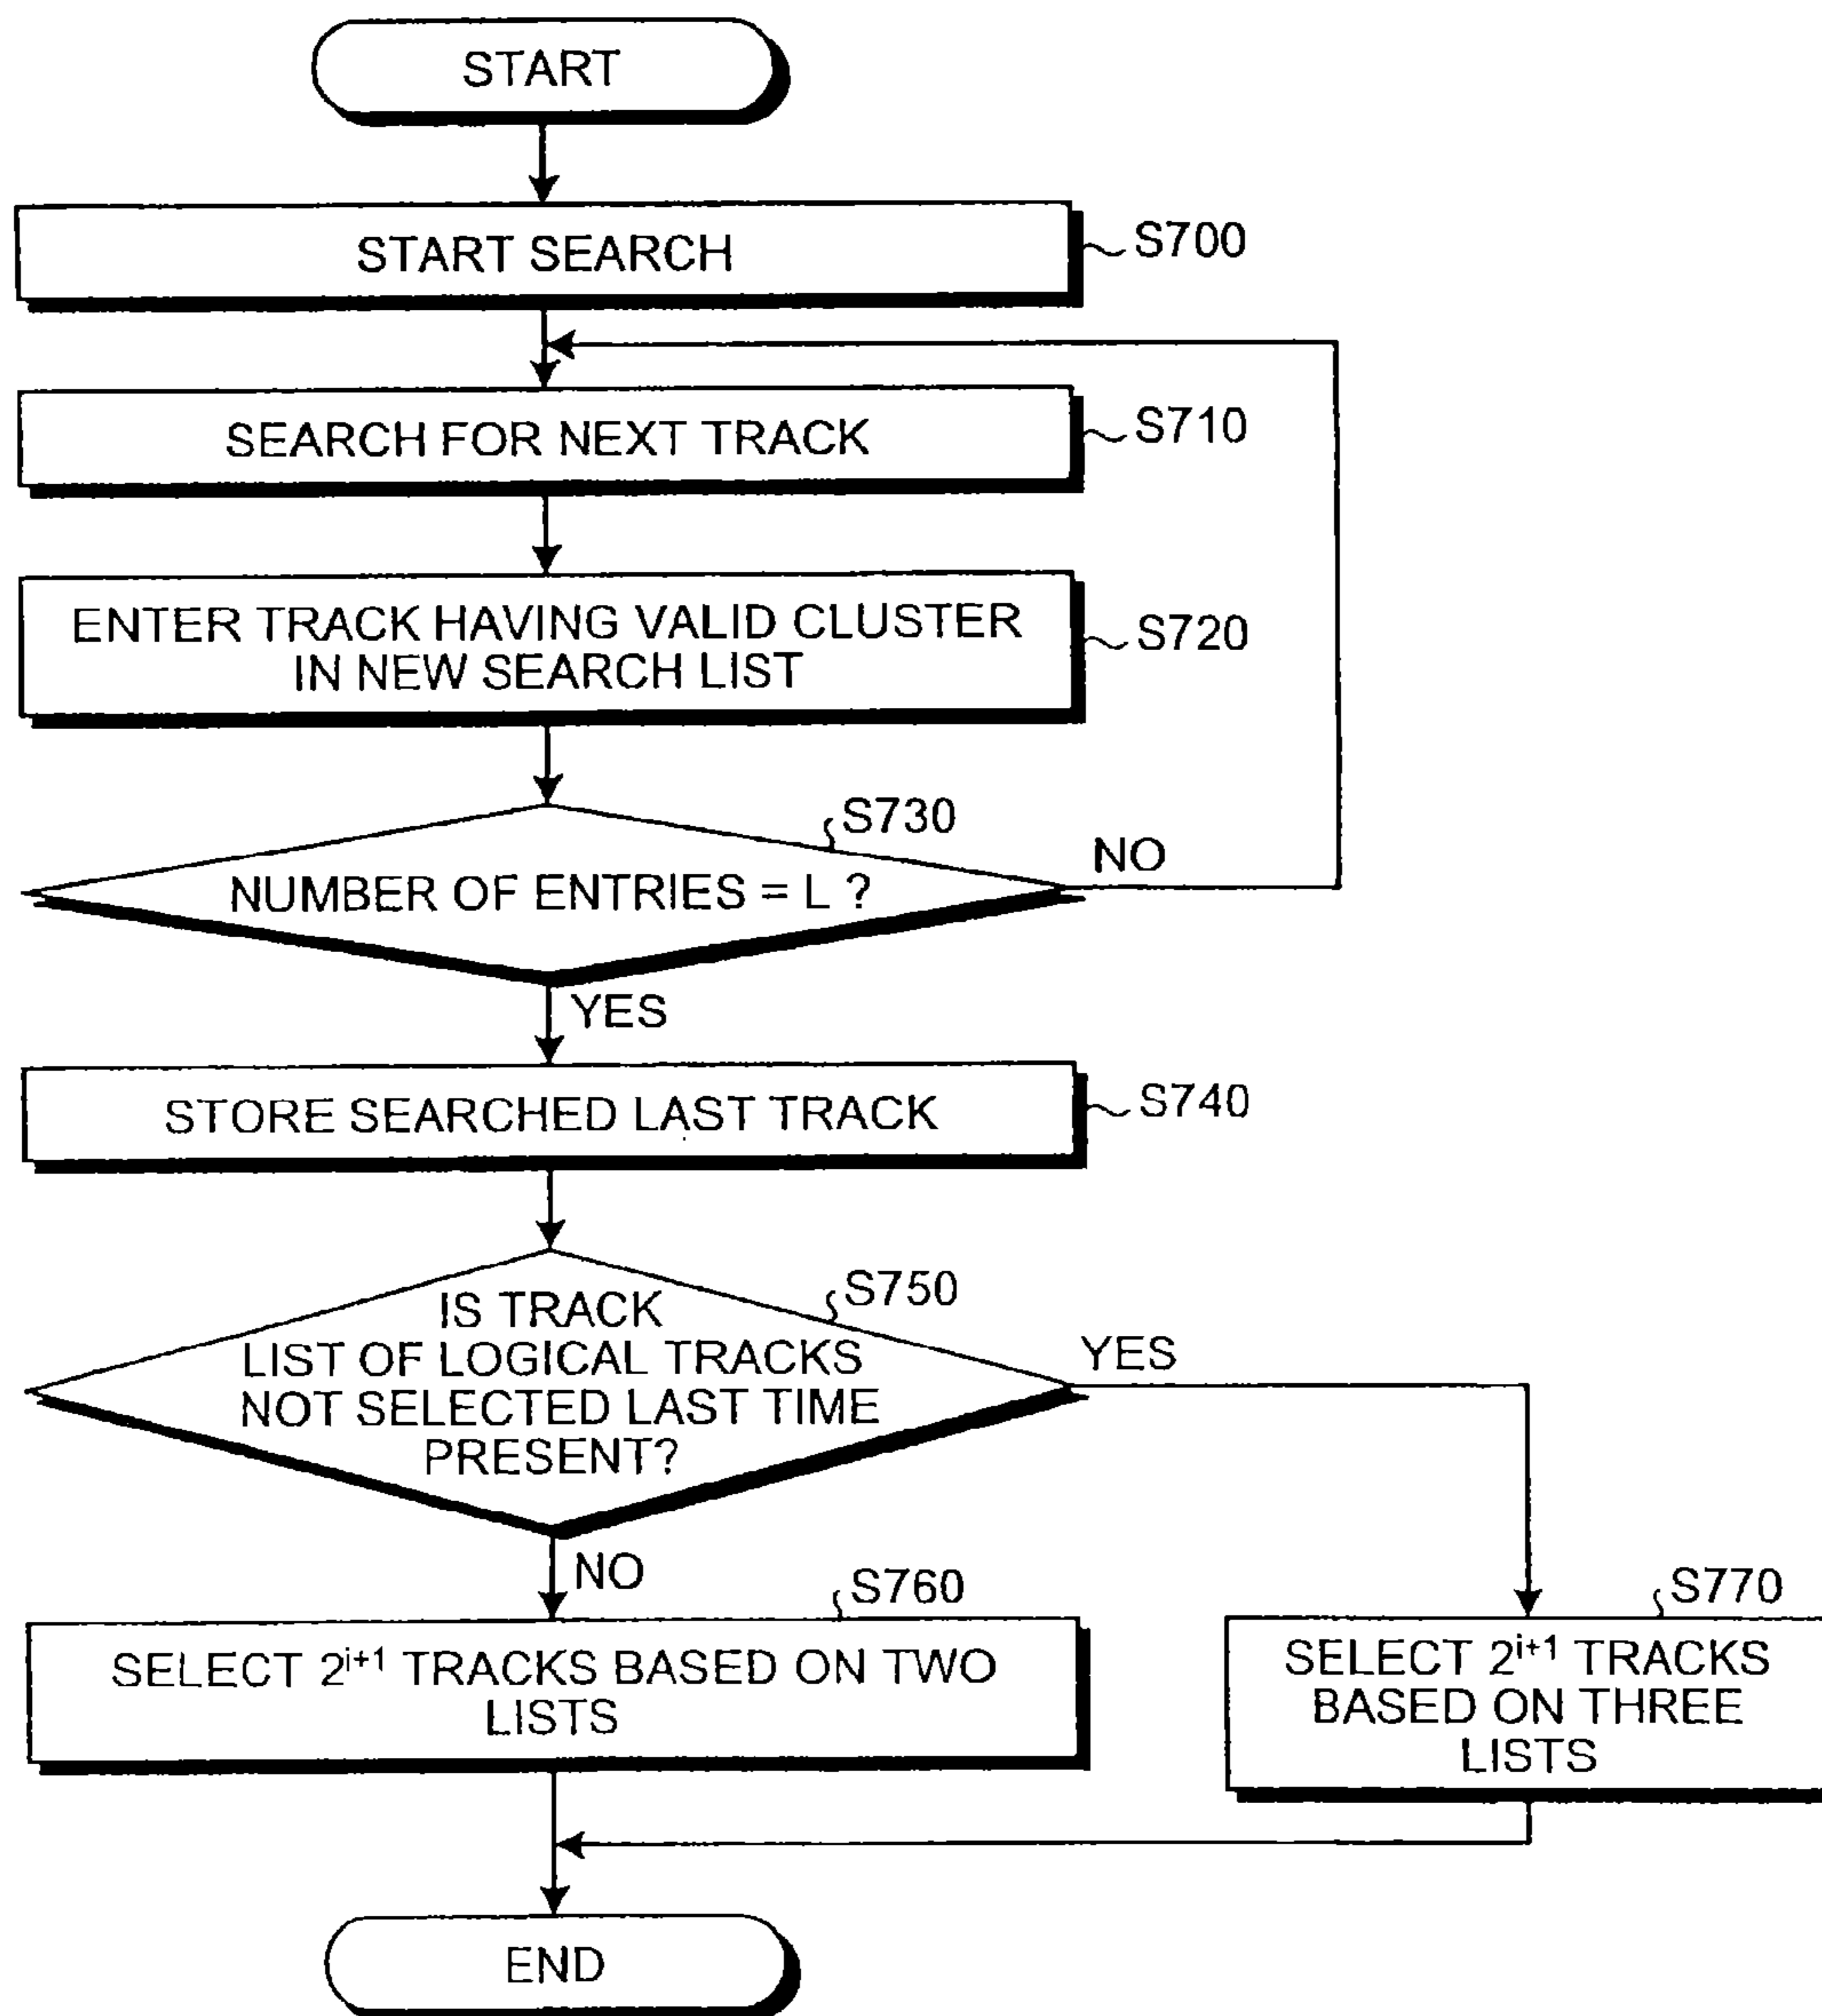 START
START SEARCH
S700
SEARCH FOR NEXT TRACK
S710
ENTER TRACK HAVING VALID CLUSTER
IN NEW SEARCH LIST
S720
S730
NUMBER OF ENTRIES = L ?
NO
YES
STORE SEARCHED LAST TRACK
S740
S750
IS TRACK
LIST OF LOGICAL TRACKS
NOT SELECTED LAST TIME
PRESENT?
YES
NO
S760
SELECT 2^{i+1} TRACKS BASED ON TWO
LISTS
S770
SELECT 2^{i+1} TRACKS
BASED ON THREE
LISTS
END